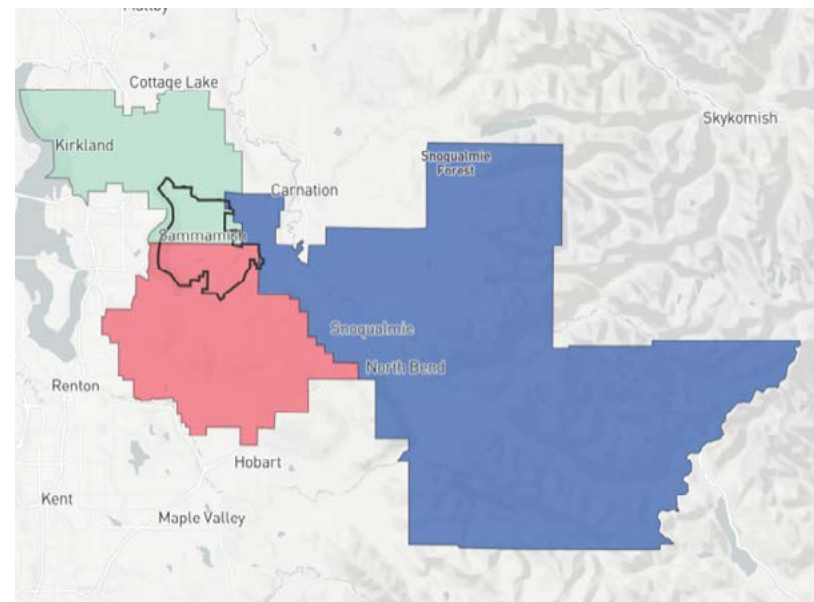 Cottage Lake
Skykomish
Kirkland
Snoqualmie
Forest
Carnation
Sammamish
Snoqualmie
North Bend
Renton
Hobart
Kent
Maple Valley